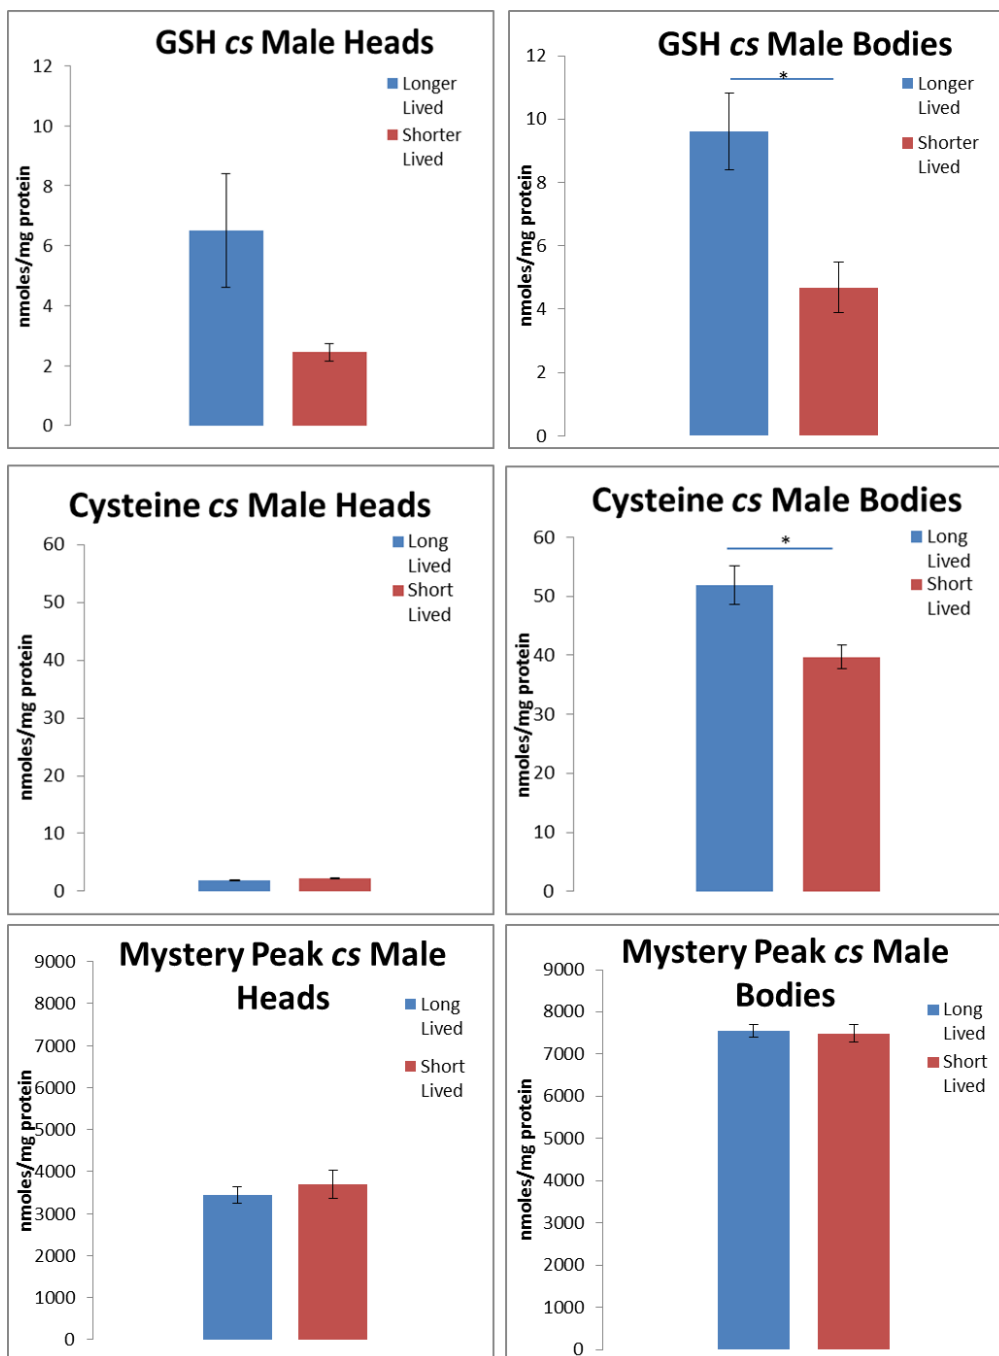 GSH cs Male Heads
12
10
8
6
4
2
0
nmoles/mg protein
Longer
Lived
Shorter
Lived
GSH cs Male Bodies
12
10
8
6
4
2
0
nmoles/mg protein
*
Longer
Lived
Shorter
Lived
Cysteine cs Male Heads
60
50
40
30
20
10
0
nmoles/mg protein
Long
Lived
Short
Lived
Cysteine cs Male Bodies
60
50
40
30
20
10
0
nmoles/mg protein
*
Long
Lived
Short
Lived
Mystery Peak cs Male
Heads
9000
8000
7000
6000
5000
4000
3000
2000
1000
0
nmoles/mg protein
Long
Lived
Short
Lived
Mystery Peak cs Male
Bodies
9000
8000
7000
6000
5000
4000
3000
2000
1000
0
nmoles/mg protein
Long
Lived
Short
Lived